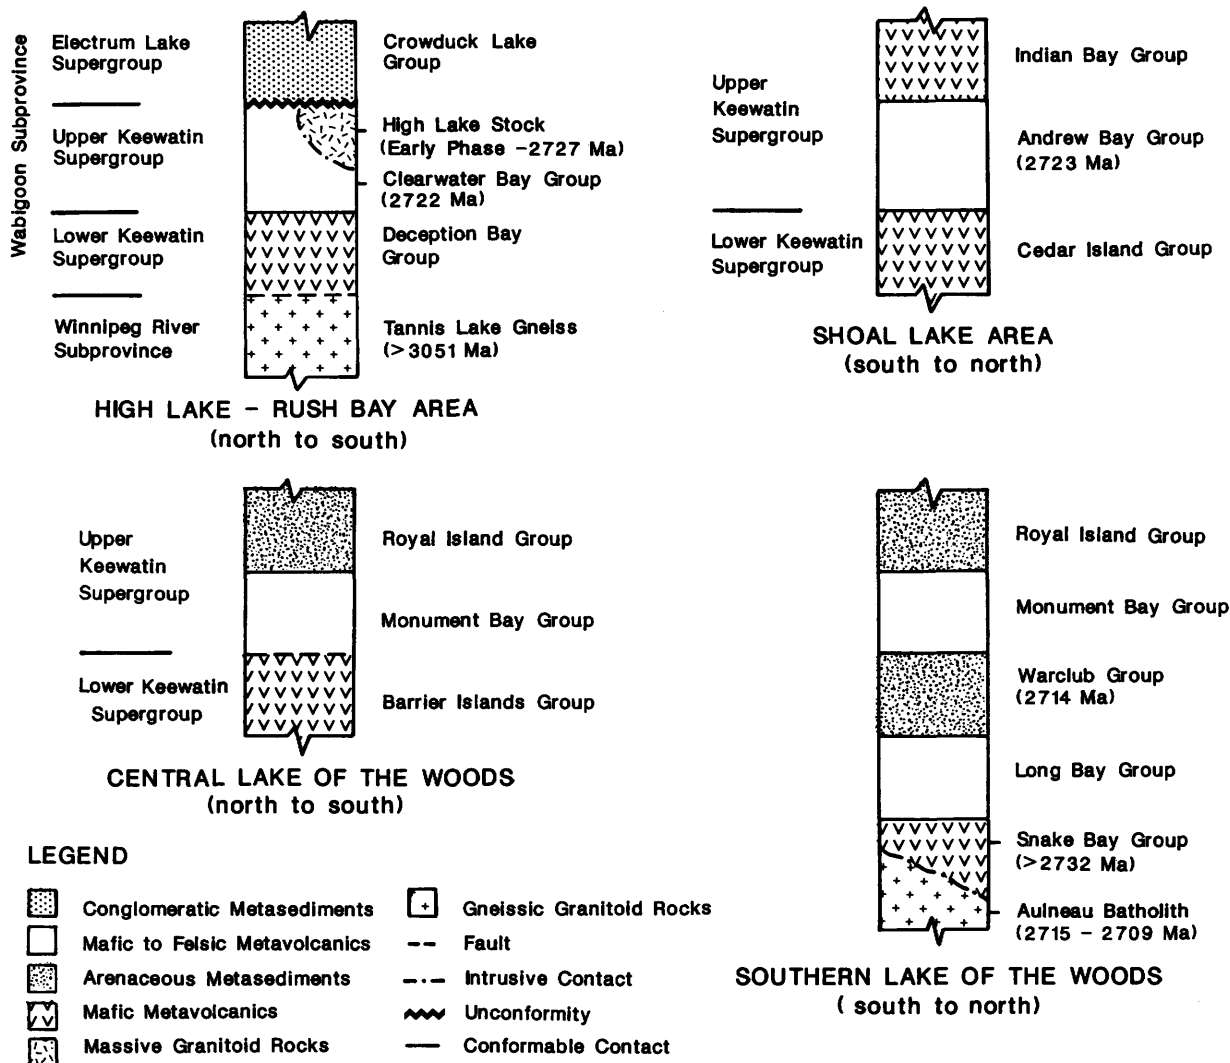 Wabigoon Subprovince
Electrum Lake
Supergroup
Upper Keewatin
Supergroup
Lower Keewatin
Supergroup
Winnipeg River
Subprovince
Crowduck Lake
Group
High Lake Stock
(Early Phase -2727 Ma)
Clearwater Bay Group
(2722 Ma)
Deception Bay
Group
Tannis Lake Gneiss
(>3051 Ma)
HIGH LAKE - RUSH BAY AREA
(north to south)
Upper
Keewatin
Supergroup
Lower Keewatin
Supergroup
Indian Bay Group
Andrew Bay Group
(2723 Ma)
Cedar Island Group
SHOAL LAKE AREA
(south to north)
Upper
Keewatin
Supergroup
Lower Keewatin
Supergroup
Royal Island Group
Monument Bay Group
Barrier Islands Group
CENTRAL LAKE OF THE WOODS
(north to south)
Royal Island Group
Monument Bay Group
Warclub Group
(2714 Ma)
Long Bay Group
Snake Bay Group
(>2732 Ma)
Aulneau Batholith
(2715 - 2709 Ma)
SOUTHERN LAKE OF THE WOODS
( south to north)
LEGEND
Conglomeratic Metasediments
Mafic to Felsic Metavolcanics
Arenaceous Metasediments
Mafic Metavolcanics
Massive Granitoid Rocks
Gneissic Granitoid Rocks
Fault
Intrusive Contact
Unconformity
Conformable Contact